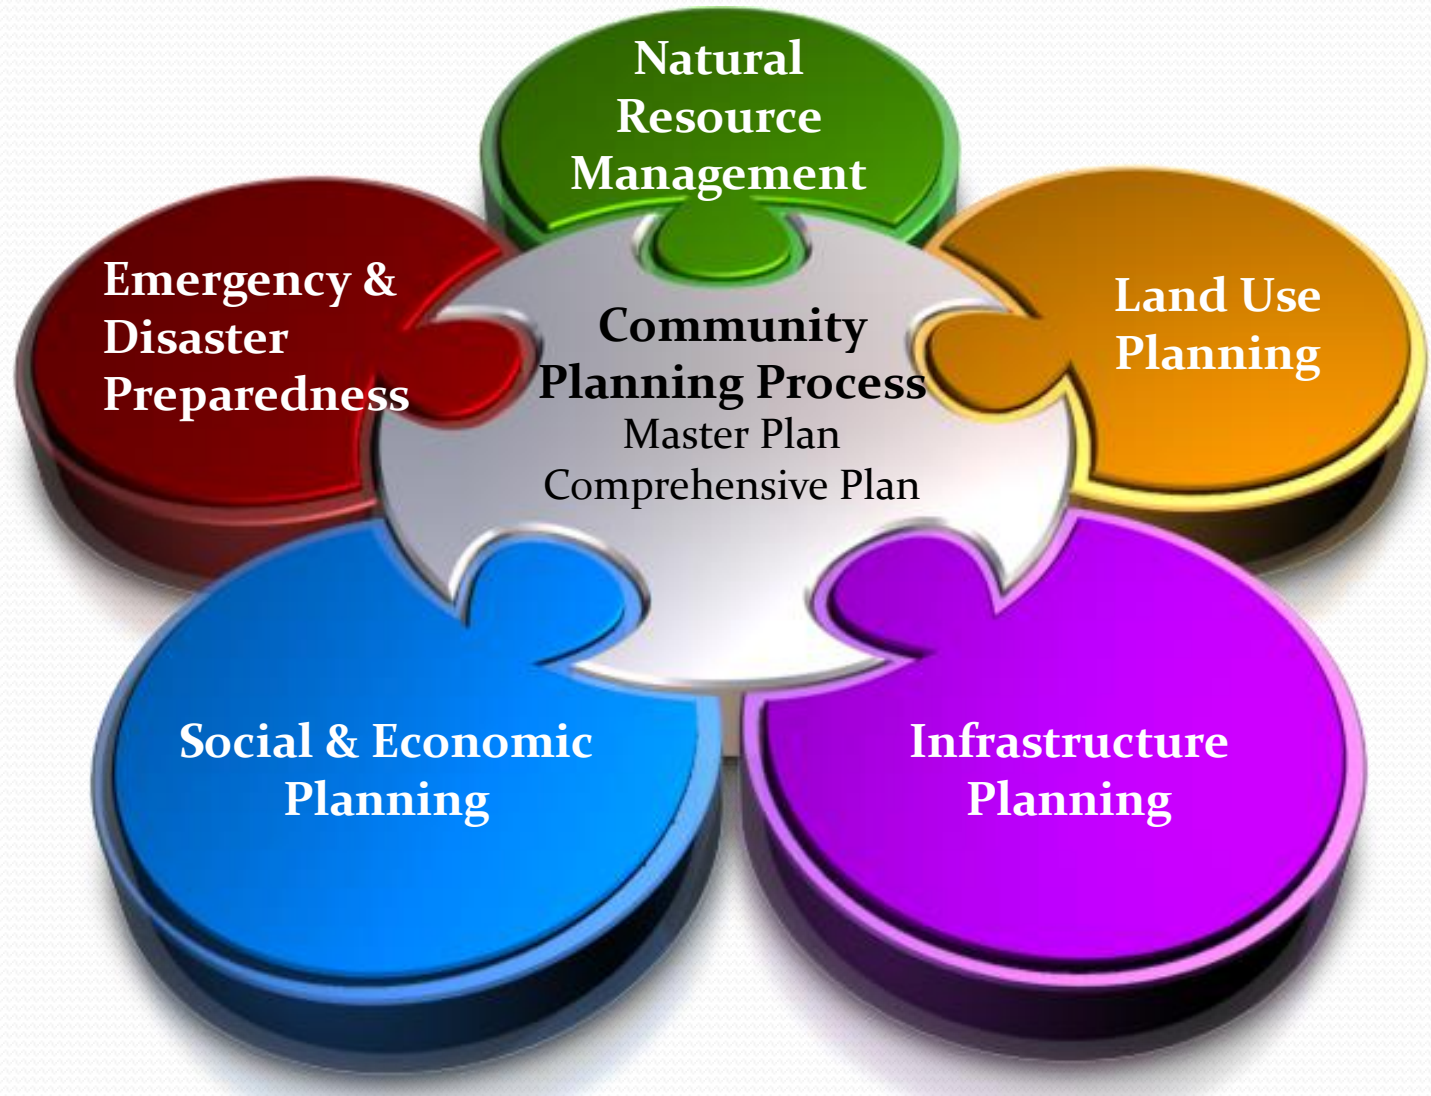 Natural
Resource
Management
Emergency &
Disaster
Preparedness
Land Use
Planning
Community
Planning Process
Master Plan
Comprehensive Plan
Social & Economic
Planning
Infrastructure
Planning